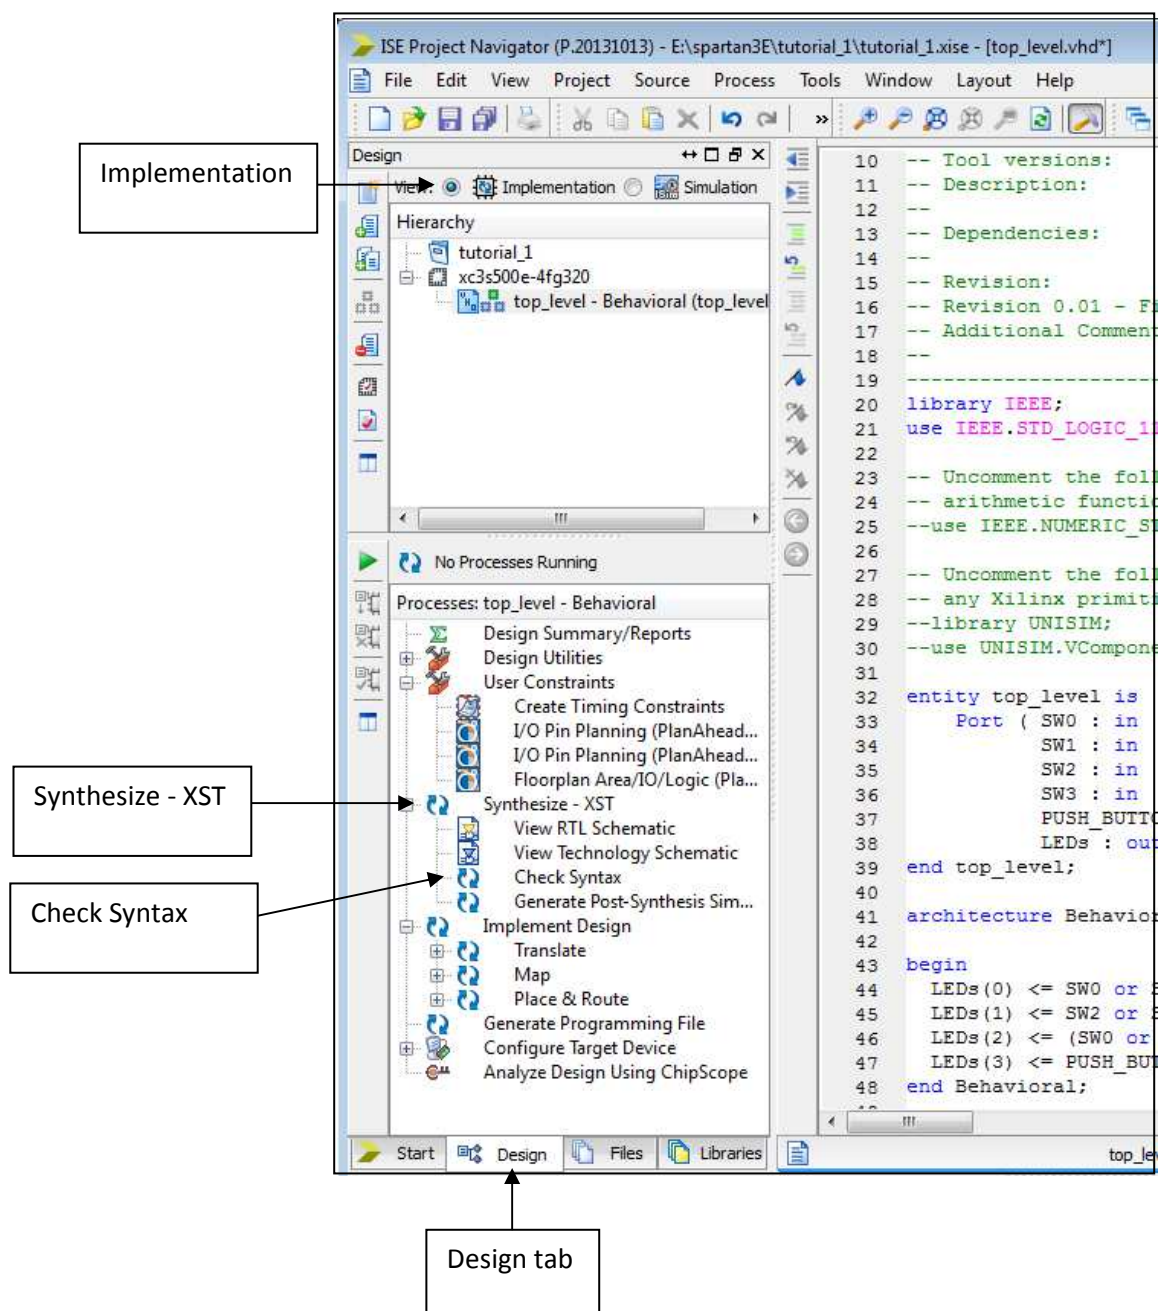 ISE Project Navigator (P.20131013) - E:\spartan3E\tutorial_1\tutorial_1.xise - [top_level.vhd*]
File Edit View Project Source Process Tools Window Layout Help
»
Design
Implementation
View: Implementation Simulation
Hierarchy
tutorial_1
xc3s500e-4fg320
top_level - Behavioral (top_level
No Processes Running
Processes: top_level - Behavioral
Design Summary/Reports
Design Utilities
User Constraints
Create Timing Constraints
I/O Pin Planning (PlanAhead...
I/O Pin Planning (PlanAhead...
Floorplan Area/IO/Logic (Pla...
Synthesize - XST
Synthesize - XST
View RTL Schematic
View Technology Schematic
Check Syntax
Check Syntax
Generate Post-Synthesis Sim...
Implement Design
Translate
Map
Place & Route
Generate Programming File
Configure Target Device
Analyze Design Using ChipScope
10 -- Tool versions:
11 -- Description:
12 --
13 -- Dependencies:
14 --
15 -- Revision:
16 -- Revision 0.01 - Fi
17 -- Additional Comment
18 --
19 ---------------------
20 library IEEE;
21 use IEEE.STD_LOGIC_11
22
23 -- Uncomment the foll
24 -- arithmetic functio
25 --use IEEE.NUMERIC_ST
26
27 -- Uncomment the foll
28 -- any Xilinx primiti
29 --library UNISIM;
30 --use UNISIM.VCompone
31
32 entity top_level is
33 Port ( SW0 : in
34 SW1 : in
35 SW2 : in
36 SW3 : in
37 PUSH_BUTTO
38 LEDs : out
39 end top_level;
40
41 architecture Behavior
42
43 begin
44 LEDs(0) <= SW0 or S
45 LEDs(1) <= SW2 or S
46 LEDs(2) <= (SW0 or
47 LEDs(3) <= PUSH_BUT
48 end Behavioral;
Start Design Files Libraries
top_le
Design tab